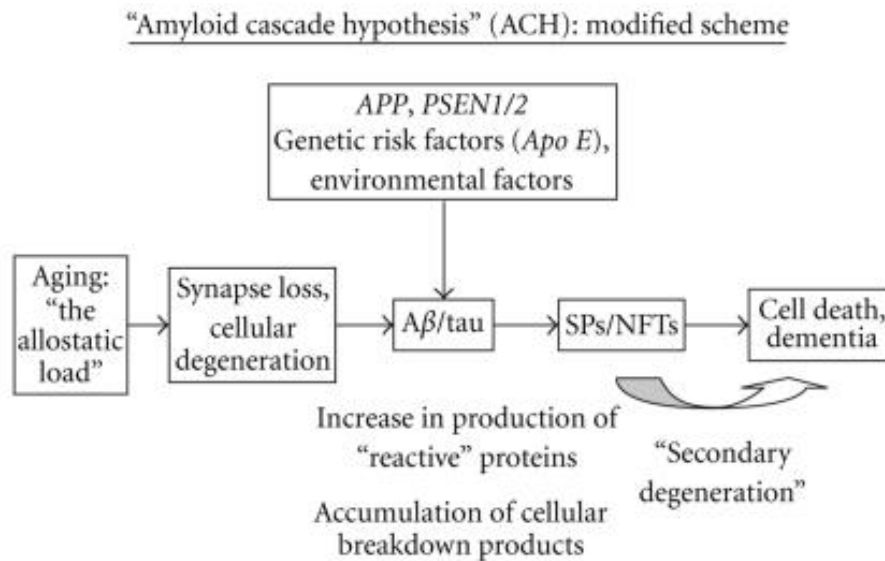 “Amyloid cascade hypothesis” (ACH): modified scheme
APP, PSEN1/2
Genetic risk factors (Apo E),
environmental factors
Aging:
“the
allostatic
load”
Synapse loss,
cellular
degeneration
Aβ/tau
SPs/NFTs
Cell death,
dementia
Increase in production of
“reactive” proteins
Accumulation of cellular
breakdown products
“Secondary
degeneration”